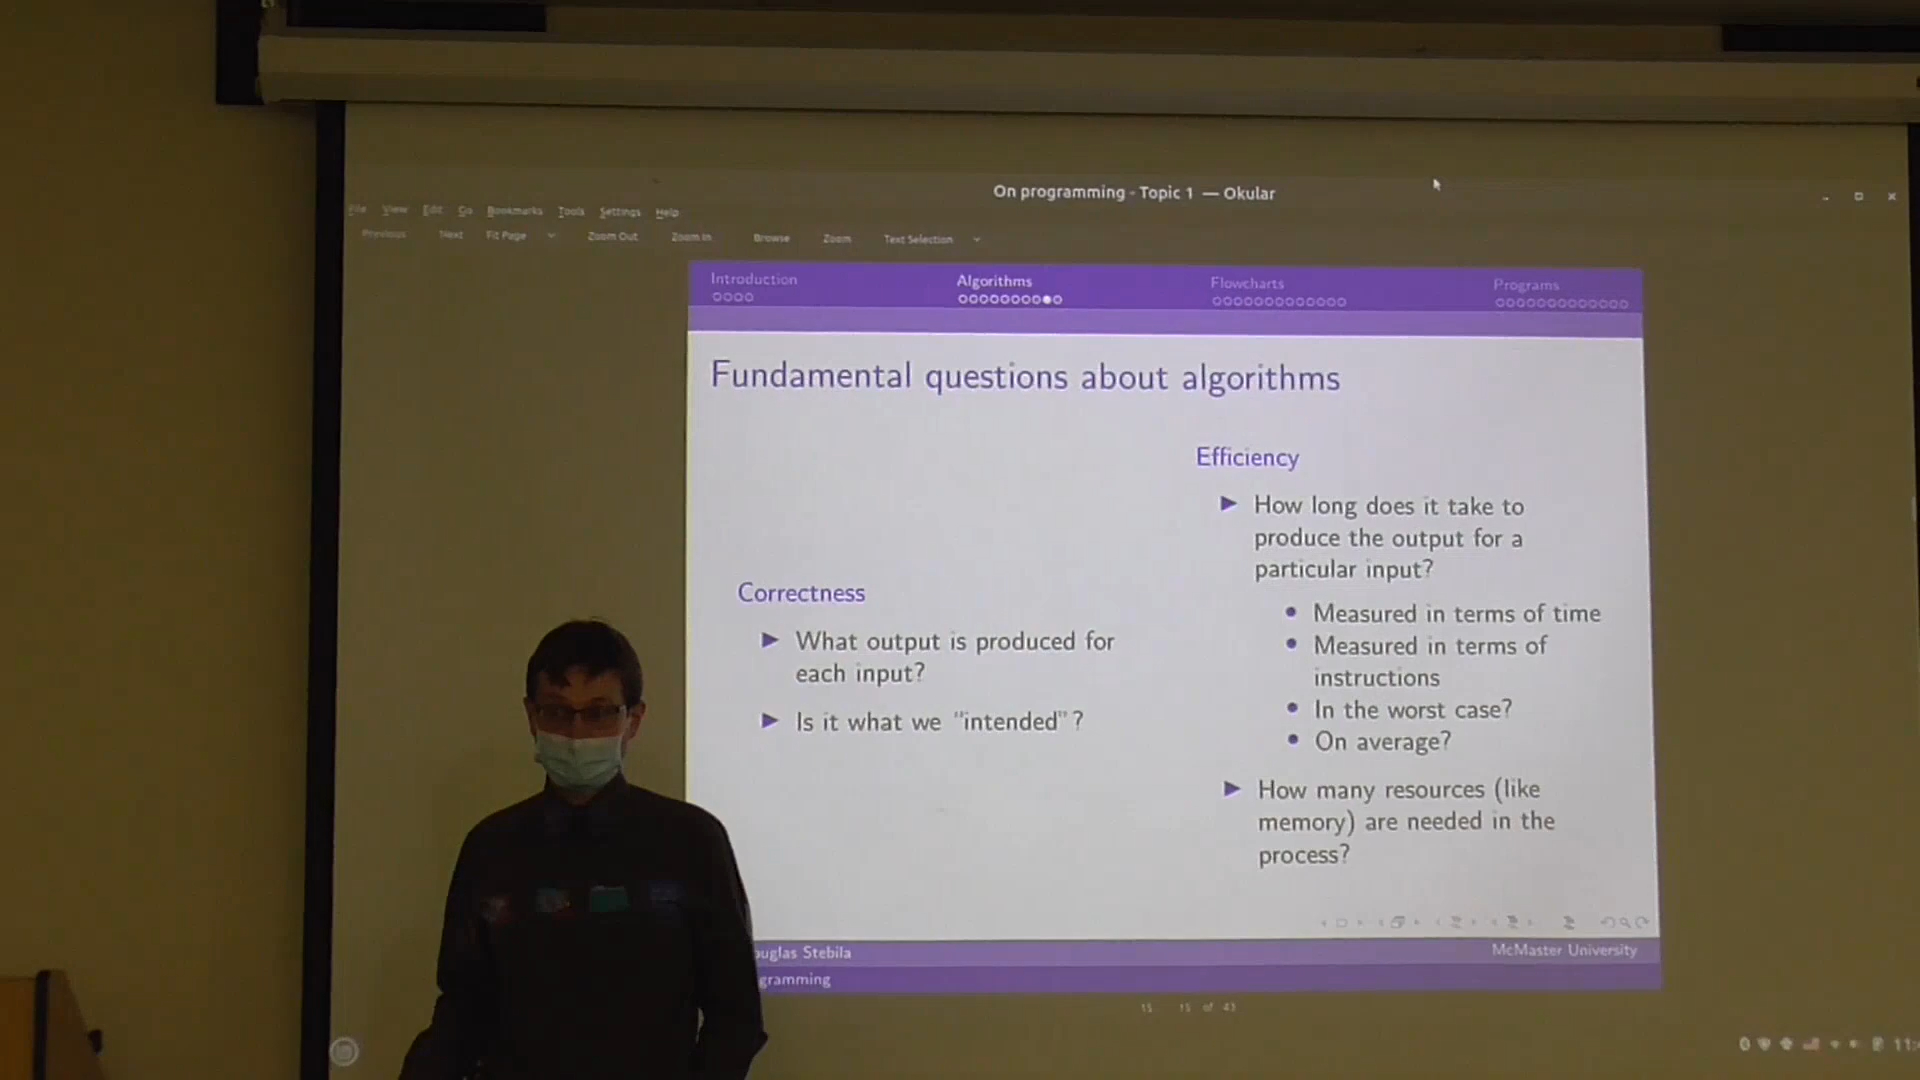 On programming - Topic 1 — Okular
File View Edit Go Bookmarks Tools Settings Help
Previous Next Fit Page Zoom Out Zoom In Browse Zoom Text Selection
Introduction Algorithms Flowcharts Programs
Fundamental questions about algorithms
Correctness
What output is produced for
each input?
Is it what we "intended"?
Efficiency
How long does it take to
produce the output for a
particular input?
Measured in terms of time
Measured in terms of
instructions
In the worst case?
On average?
How many resources (like
memory) are needed in the
process?
ouglas Stebila McMaster University
gramming
15 15 of 43